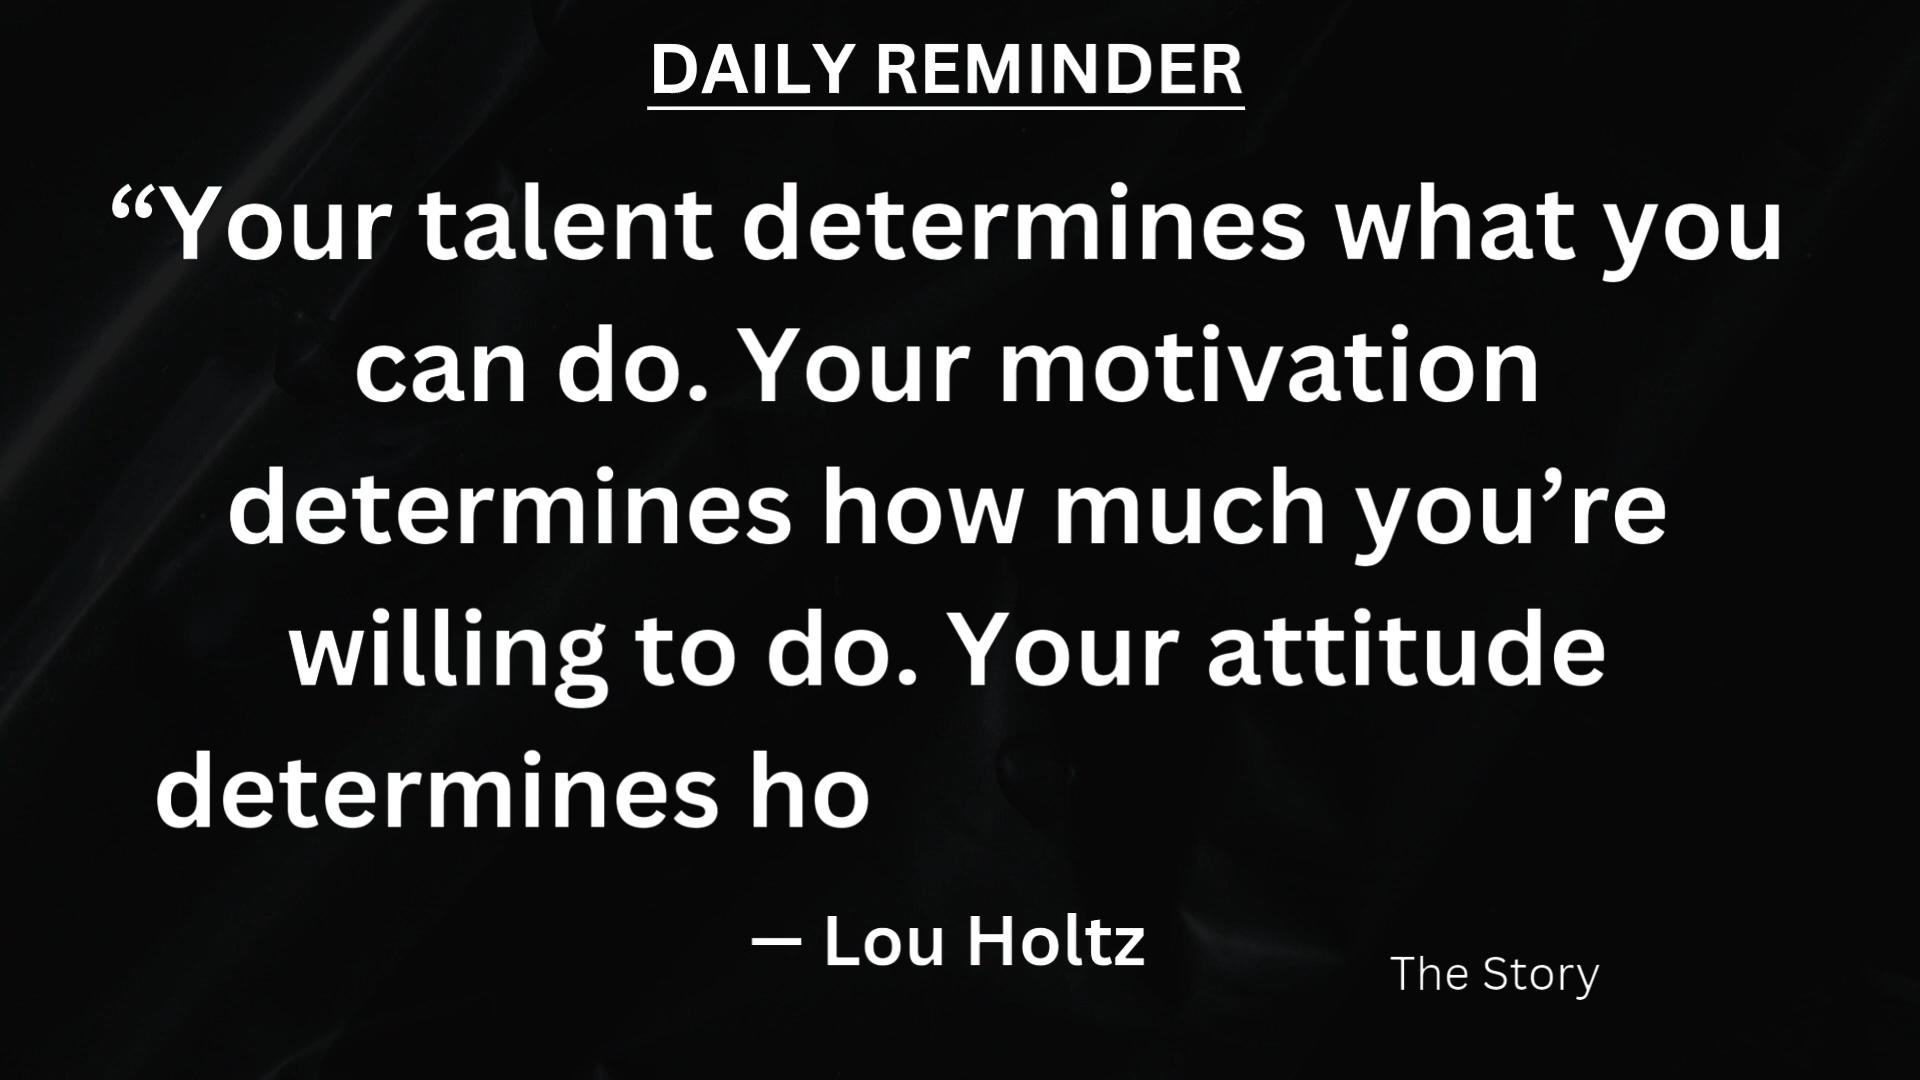 DAILY REMINDER
“Your talent determines what you
can do. Your motivation
determines how much you’re
willing to do. Your attitude
determines ho
— Lou Holtz
The Story